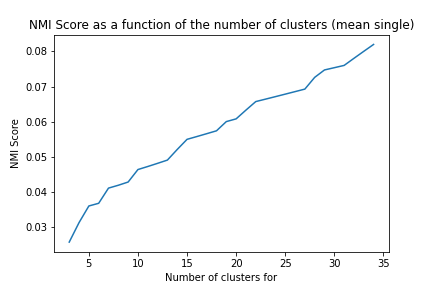 NMI Score as a function of the number of clusters (mean single)
0.08
0.07
0.06
0.05
0.04
0.03
NMI Score
5 10 15 20 25 30 35
Number of clusters for